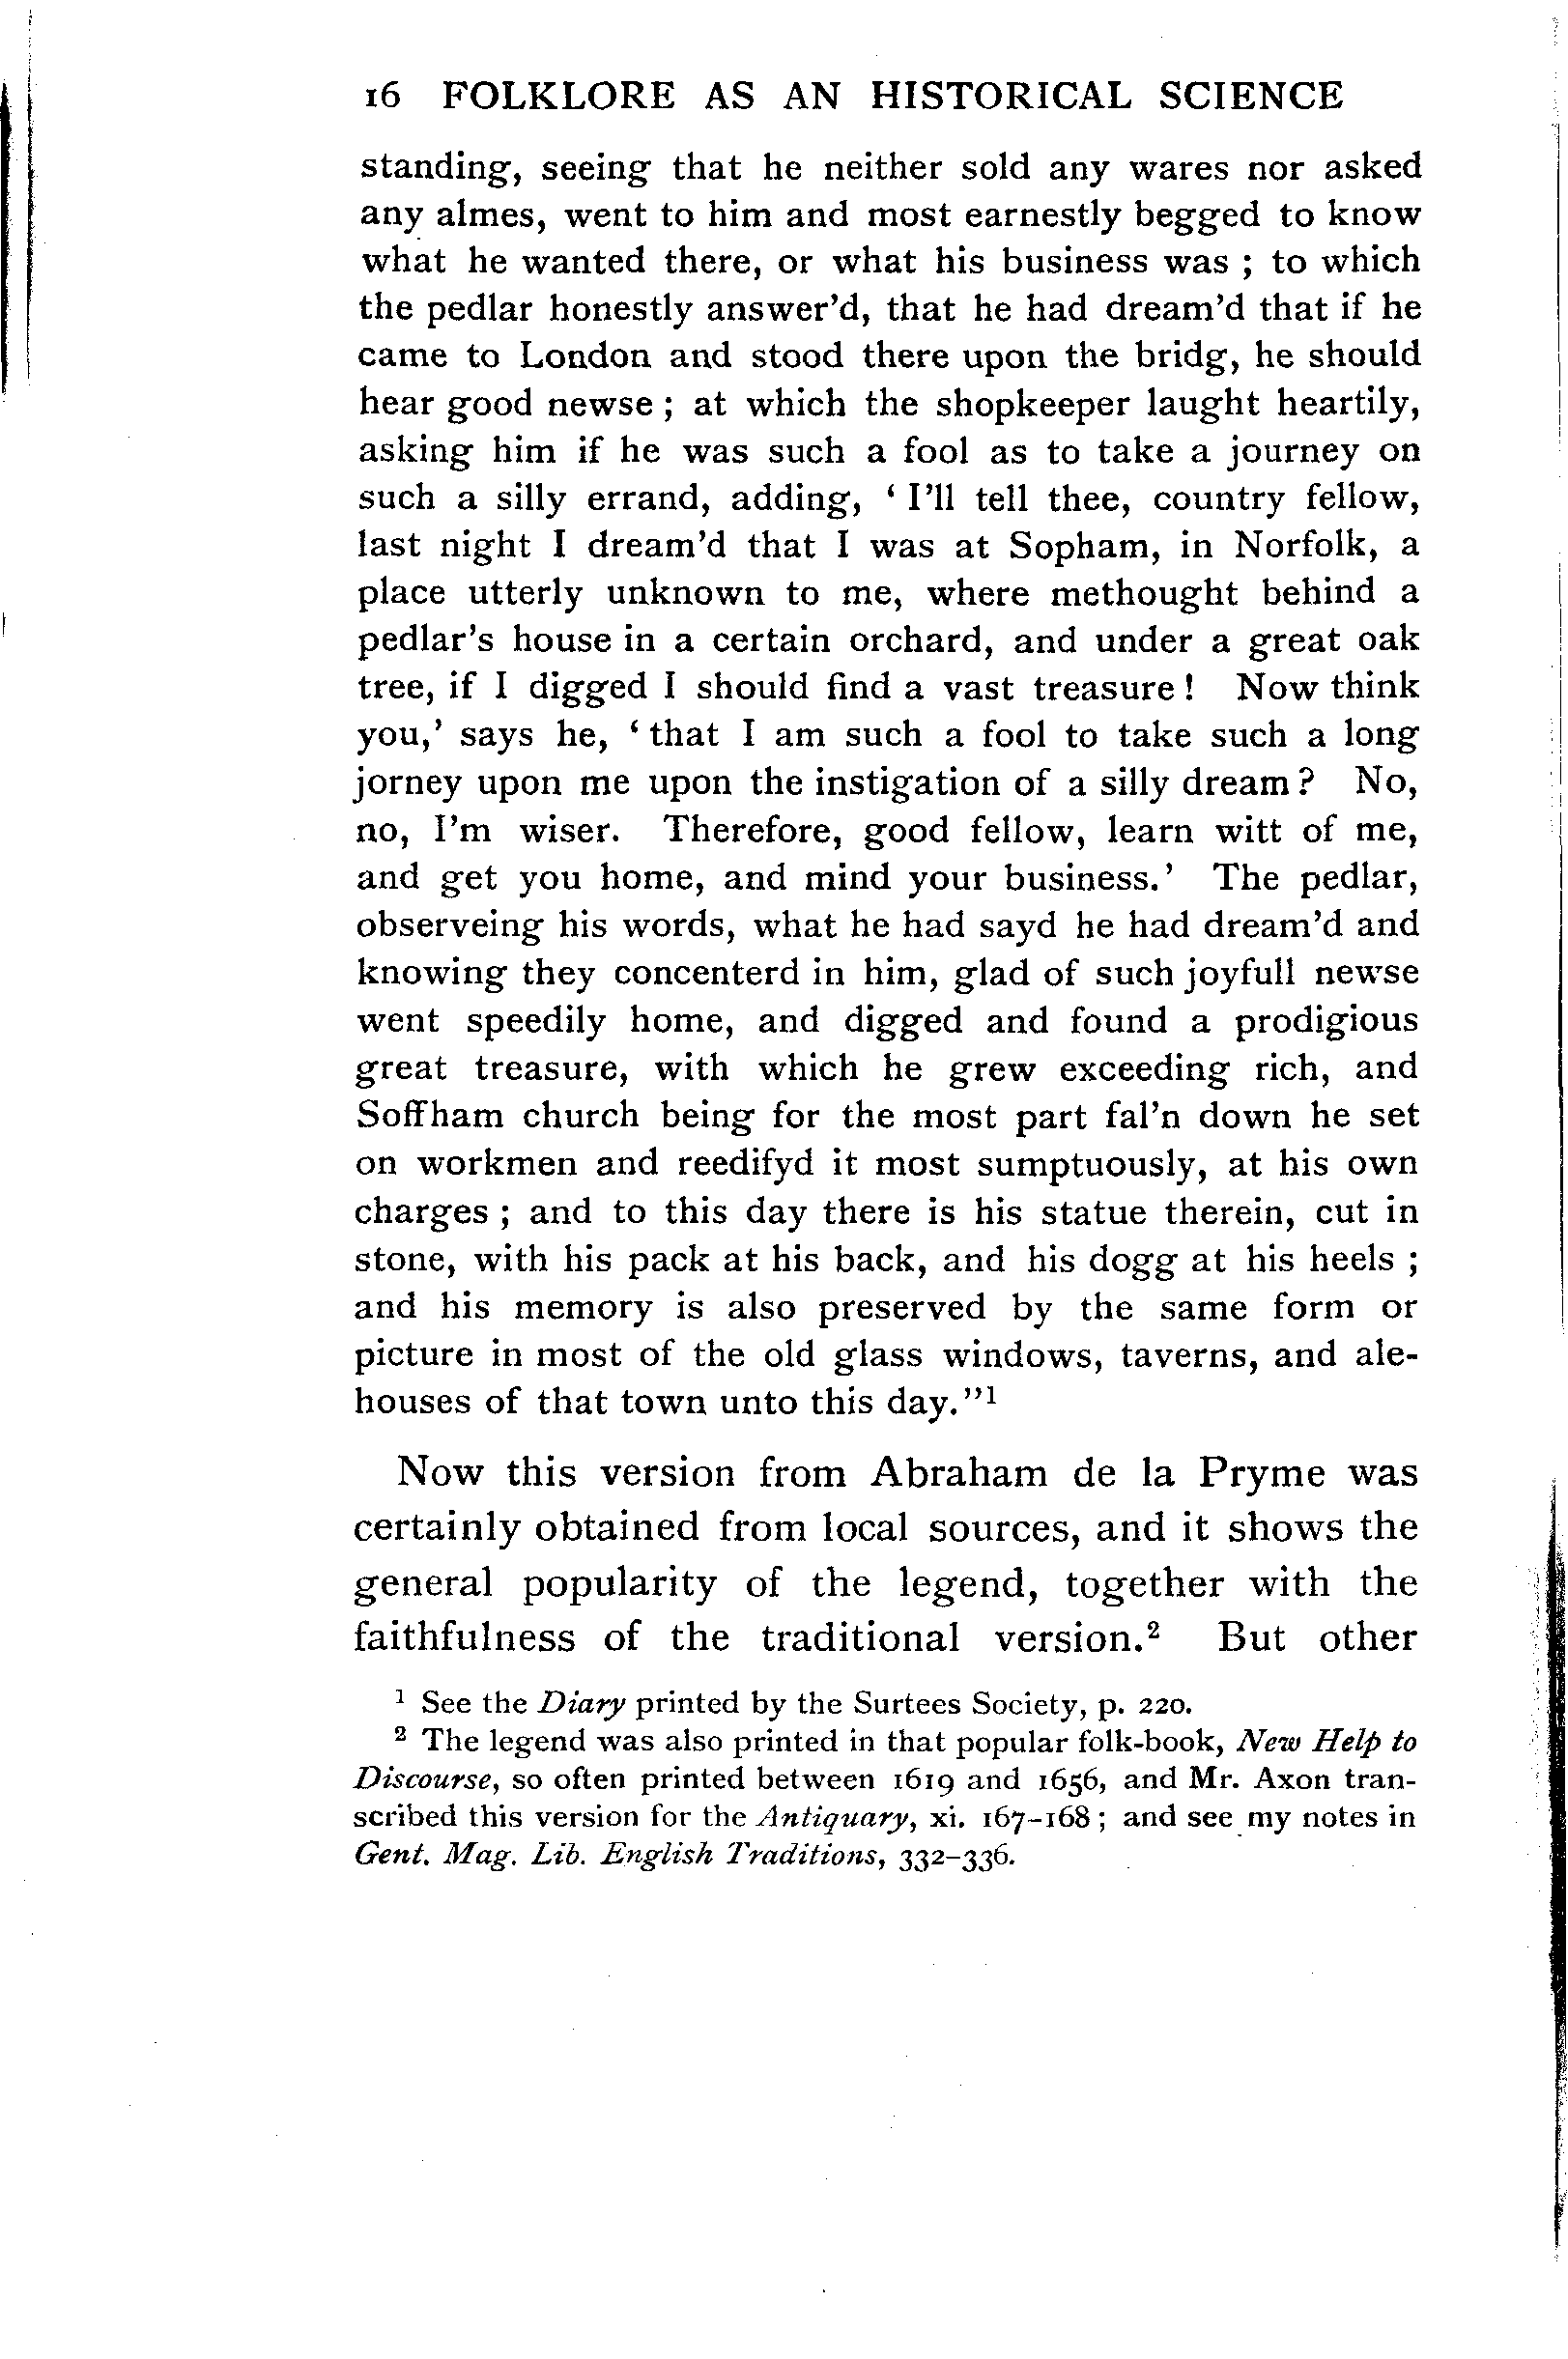 16 FOLKLORE AS AN HISTORICAL SCIENCE
standing, seeing that he neither sold any wares nor asked
any almes, went to him and most earnestly begged to know
what he wanted there, or what his business was ; to which
the pedlar honestly answer'd, that he had dream'd that if he
came to London and stood there upon the bridg, he should
hear good newse ; at which the shopkeeper laught heartily,
asking him if he was such a fool as to take a journey on
such a silly errand, adding, ‘ I'll tell thee, country fellow,
last night I dream'd that I was at Sopham, in Norfolk, a
place utterly unknown to me, where methought behind a
pedlar's house in a certain orchard, and under a great oak
tree, if I digged I should find a vast treasure ! Now think
you,’ says he, ‘ that I am such a fool to take such a long
jorney upon me upon the instigation of a silly dream ? No,
no, I'm wiser. Therefore, good fellow, learn witt of me,
and get you home, and mind your business.’ The pedlar,
observeing his words, what he had sayd he had dream'd and
knowing they concenterd in him, glad of such joyfull newse
went speedily home, and digged and found a prodigious
great treasure, with which he grew exceeding rich, and
Soffham church being for the most part fal'n down he set
on workmen and reedifyd it most sumptuously, at his own
charges ; and to this day there is his statue therein, cut in
stone, with his pack at his back, and his dogg at his heels ;
and his memory is also preserved by the same form or
picture in most of the old glass windows, taverns, and ale-
houses of that town unto this day.”¹
Now this version from Abraham de la Pryme was
certainly obtained from local sources, and it shows the
general popularity of the legend, together with the
faithfulness of the traditional version.² But other
¹ See the Diary printed by the Surtees Society, p. 220.
² The legend was also printed in that popular folk-book, New Help to
Discourse, so often printed between 1619 and 1656, and Mr. Axon tran-
scribed this version for the Antiquary, xi. 167–168 ; and see my notes in
Gent. Mag. Lib. English Traditions, 332–336.